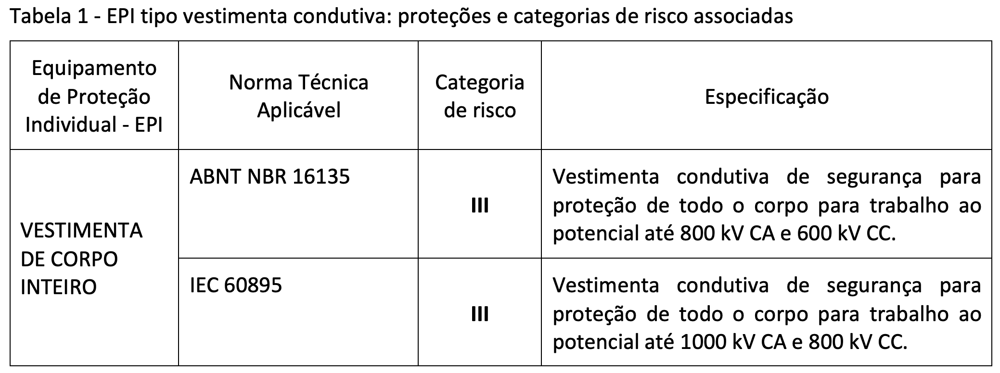 Tabela 1 - EPI tipo vestimenta condutiva: proteções e categorias de risco associadas
Equipamento
de Proteção
Individual - EPI
Norma Técnica
Aplicável
Categoria
de risco
Especificação
VESTIMENTA
DE CORPO
INTEIRO
ABNT NBR 16135
III
Vestimenta condutiva de segurança para
proteção de todo o corpo para trabalho ao
potencial até 800 kV CA e 600 kV CC.
IEC 60895
III
Vestimenta condutiva de segurança para
proteção de todo o corpo para trabalho ao
potencial até 1000 kV CA e 800 kV CC.